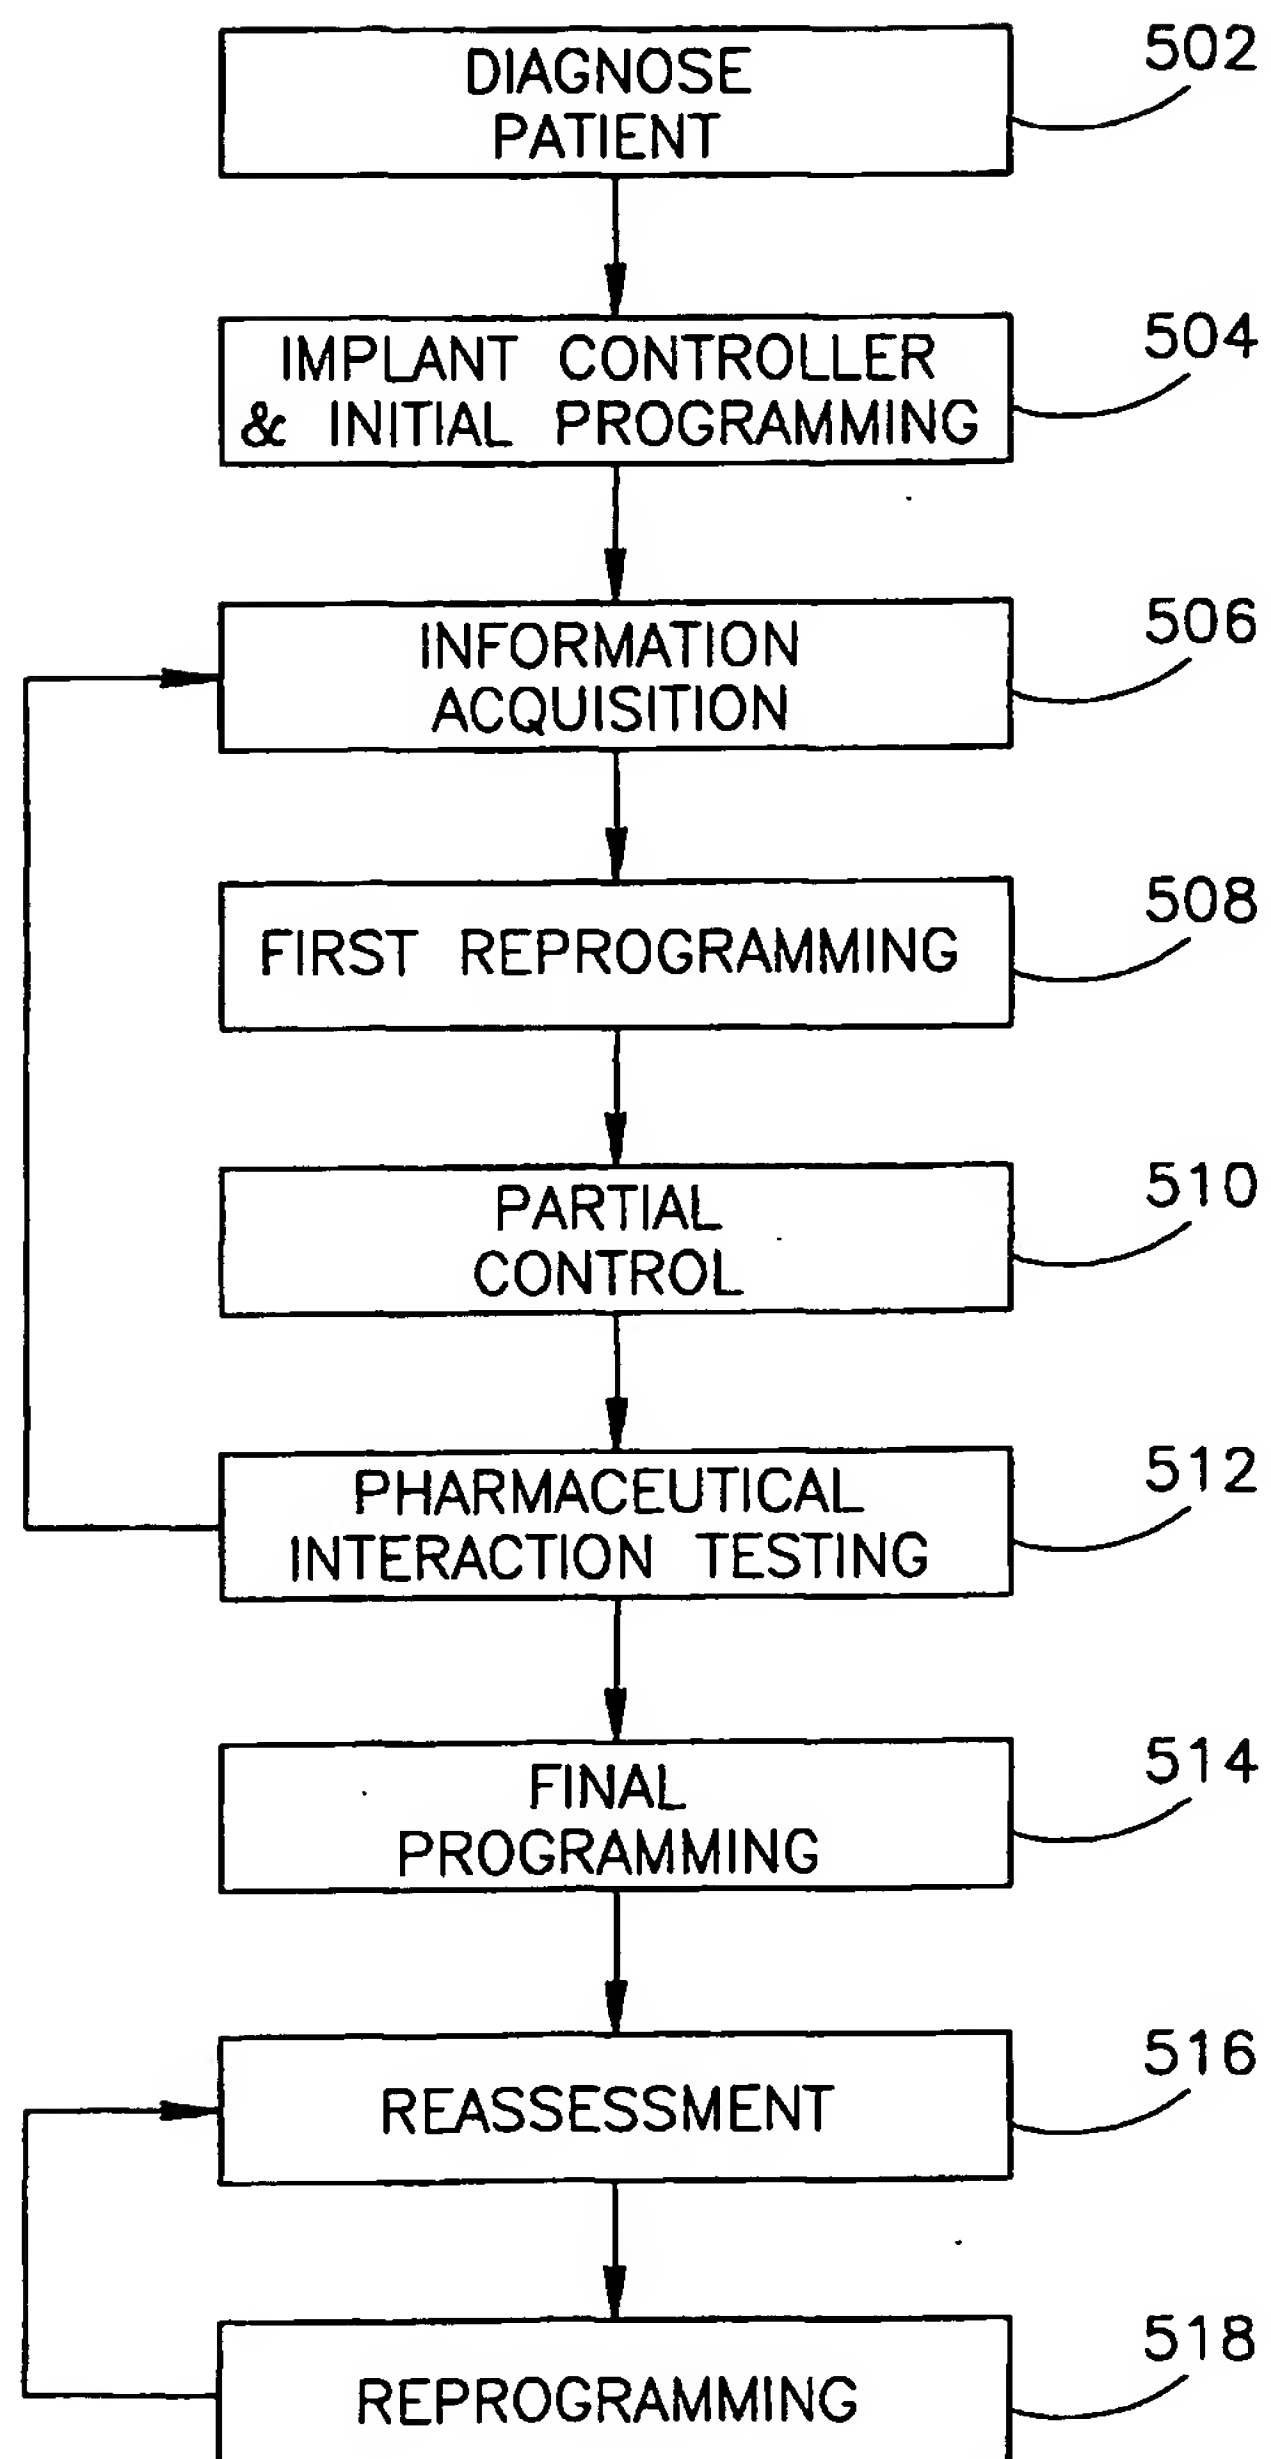 DIAGNOSE
PATIENT
502
IMPLANT CONTROLLER
& INITIAL PROGRAMMING
504
INFORMATION
ACQUISITION
506
FIRST REPROGRAMMING
508
PARTIAL
CONTROL
510
PHARMACEUTICAL
INTERACTION TESTING
512
FINAL
PROGRAMMING
514
REASSESSMENT
516
REPROGRAMMING
518